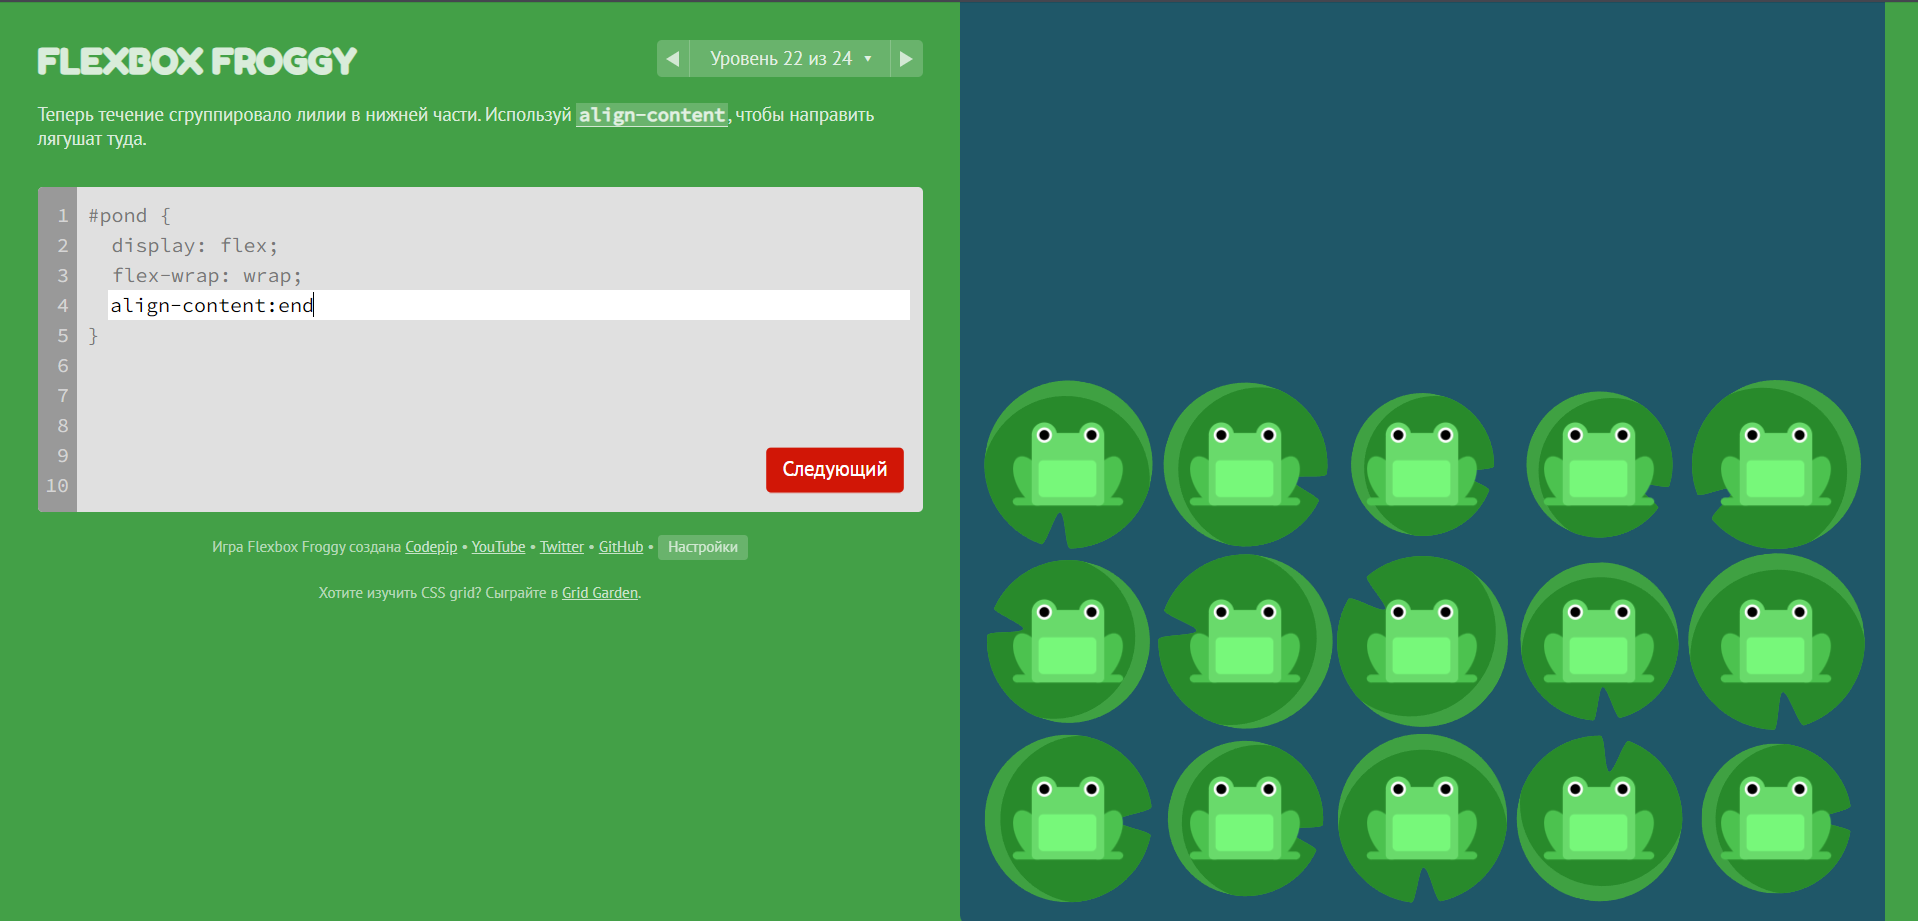 FLEXBOX FROGGY
Уровень 22 из 24
Теперь течение сгруппировало лилии в нижней части. Используй align-content, чтобы направить
лягушат туда.
1 #pond {
2 display: flex;
3 flex-wrap: wrap;
4 align-content:end
5 }
6
7
8
9
10
Следующий
Игра Flexbox Froggy создана Codepip • YouTube • Twitter • GitHub • Настройки
Хотите изучить CSS grid? Сыграйте в Grid Garden.